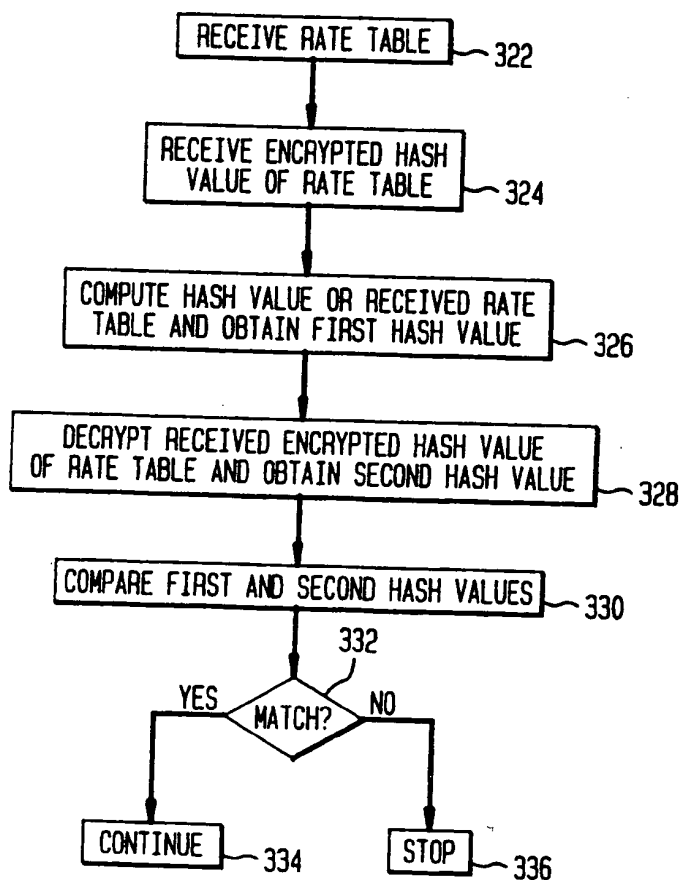 RECEIVE RATE TABLE
322
RECEIVE ENCRYPTED HASH
VALUE OF RATE TABLE
324
COMPUTE HASH VALUE OR RECEIVED RATE
TABLE AND OBTAIN FIRST HASH VALUE
326
DECRYPT RECEIVED ENCRYPTED HASH VALUE
OF RATE TABLE AND OBTAIN SECOND HASH VALUE
328
COMPARE FIRST AND SECOND HASH VALUES
330
332
YES
MATCH?
NO
CONTINUE
334
STOP
336